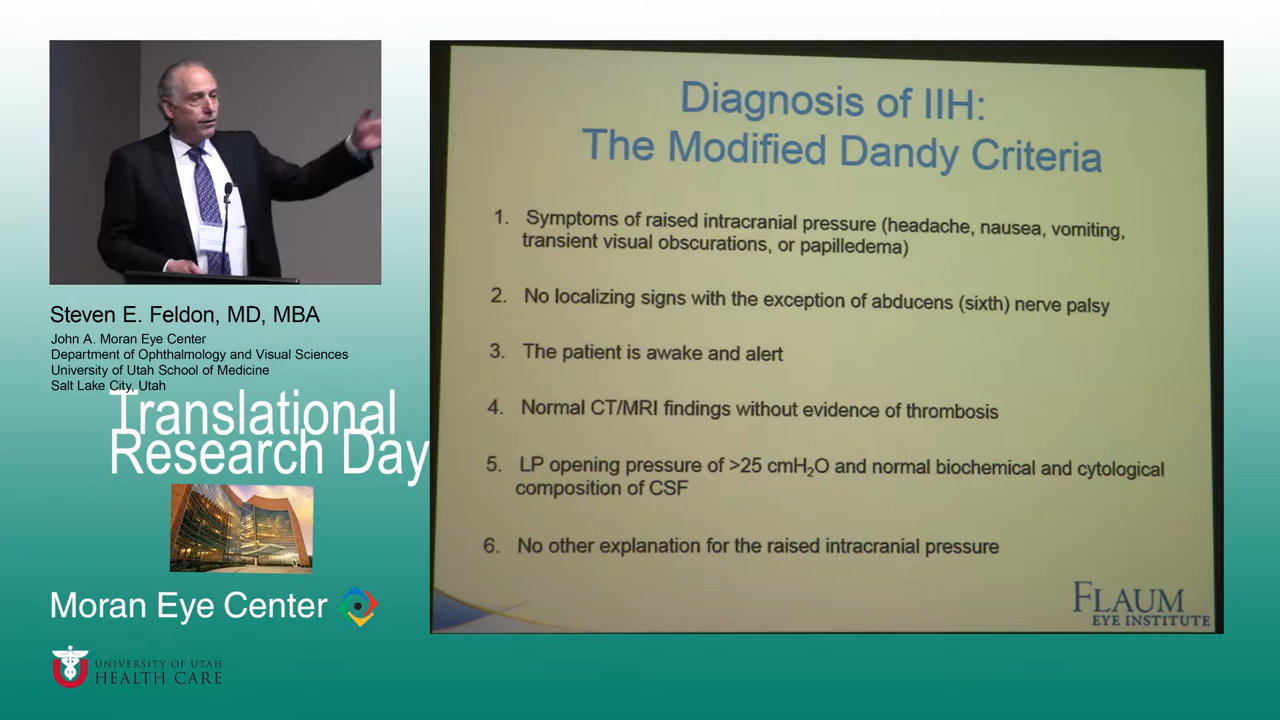 Steven E. Feldon, MD, MBA
John A. Moran Eye Center
Department of Ophthalmology and Visual Sciences
University of Utah School of Medicine
Salt Lake City, Utah
Translational
Research Day
Moran Eye Center
UNIVERSITY OF UTAH
HEALTH CARE
Diagnosis of IIH:
The Modified Dandy Criteria
1. Symptoms of raised intracranial pressure (headache, nausea, vomiting,
transient visual obscurations, or papilledema)
2. No localizing signs with the exception of abducens (sixth) nerve palsy
3. The patient is awake and alert
4. Normal CT/MRI findings without evidence of thrombosis
5. LP opening pressure of >25 cmH₂O and normal biochemical and cytological
composition of CSF
6. No other explanation for the raised intracranial pressure
FLAUM
EYE INSTITUTE